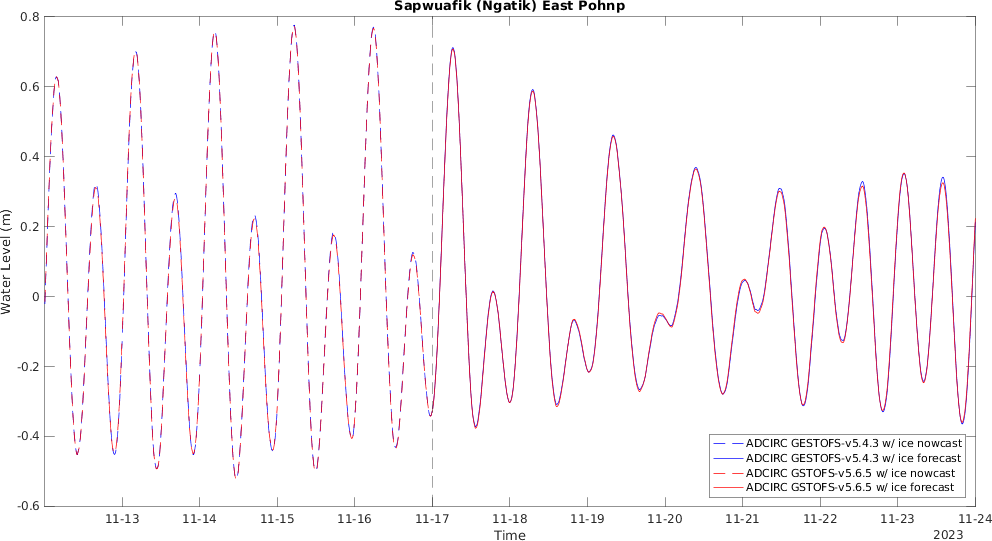 Sapwuafik (Ngatik) East Pohnp
Water Level (m)
0.8
0.6
0.4
0.2
0
-0.2
-0.4
-0.6
11-13 11-14 11-15 11-16 11-17 11-18 11-19 11-20 11-21 11-22 11-23 11-24
Time
2023
ADCIRC GESTOFS-v5.4.3 w/ ice nowcast
ADCIRC GESTOFS-v5.4.3 w/ ice forecast
ADCIRC GSTOFS-v5.6.5 w/ ice nowcast
ADCIRC GSTOFS-v5.6.5 w/ ice forecast